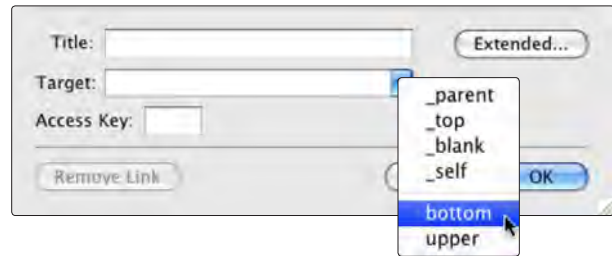 Title:
Extended...
Target:
_parent
_top
Access Key:
_blank
_self
Remove Link
OK
bottom
upper